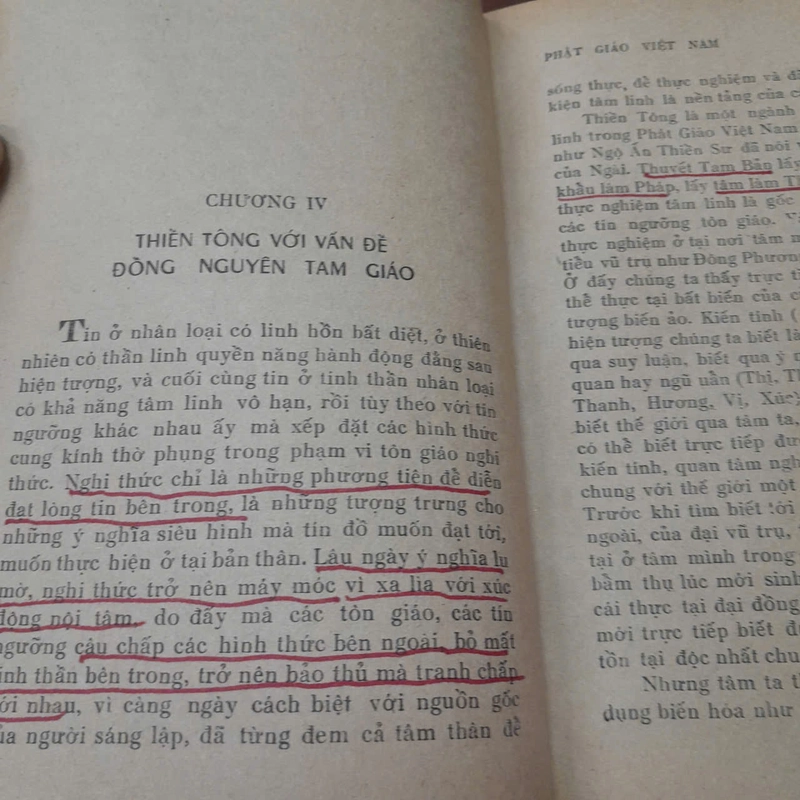 CHƯƠNG IV
THIỀN TÔNG VỚI VẤN ĐỀ
ĐỒNG NGUYÊN TAM GIÁO
Tin ở nhân loại có linh hồn bất diệt, ở thiên
nhiên có thần linh quyền năng hành động đằng sau
hiện tượng, và cuối cùng tin ở tinh thần nhân loại
có khả năng tâm linh vô hạn, rồi tùy theo với tin
ngưỡng khác nhau ấy mà xếp đặt các hình thức
cung kính thờ phụng trong phạm vi tôn giáo nghi
thức. Nghi thức chỉ là những phương tiện để diễn
đạt lòng tin bên trong, là những tượng trưng cho
những ý nghĩa siêu hình mà tín đồ muốn đạt tới,
muốn thực hiện ở tại bản thân. Lâu ngày ý nghĩa lu
mờ, nghi thức trở nên máy móc vì xa lìa với xúc
động nội tâm, do đấy mà các tôn giáo, các tín
ngưỡng câu chấp các hình thức bên ngoài, bỏ mất
tinh thần bên trong, trở nên bảo thủ mà tranh chấp
với nhau, vì càng ngày cách biệt với nguồn gốc
của người sáng lập, đã từng đem cả tâm thân để
PHẬT GIÁO VIỆT NAM
sống thực, để thực nghiệm và
kiện tâm linh là nền tảng của
Thiền Tông là một ngành
linh trong Phật Giáo Việt Nam
như Ngộ Ấn Thiền Sư đã nói
của Ngài. Thuyết Tam Bản lấy
khẩu làm Pháp, lấy tâm làm
thực nghiệm tâm linh là gốc
các tín ngưỡng tôn giáo.
thực nghiệm ở tại nơi tâm
tiểu vũ trụ như Đông Phương
Ở đấy chúng ta thấy trực
thể thực tại bất biến của
tượng biến ảo. Kiến tính (
hiện tượng chúng ta biết là
qua suy luận, biết qua ý
quan hay ngũ uẩn (Thị,
Thanh, Hương, Vị, Xúc)
biết thế giới qua tâm ta,
có thể biết trực tiếp
kiến tính, quan tâm
chung với thế giới một
Trước khi tìm biết tới
ngoài, của đại vũ trụ,
tại ở tâm mình trong
bẩm thụ lúc mới sinh
cái thực tại đại đồng
mới trực tiếp biết
tồn tại độc nhất
Nhưng tâm ta
dụng biến hóa như